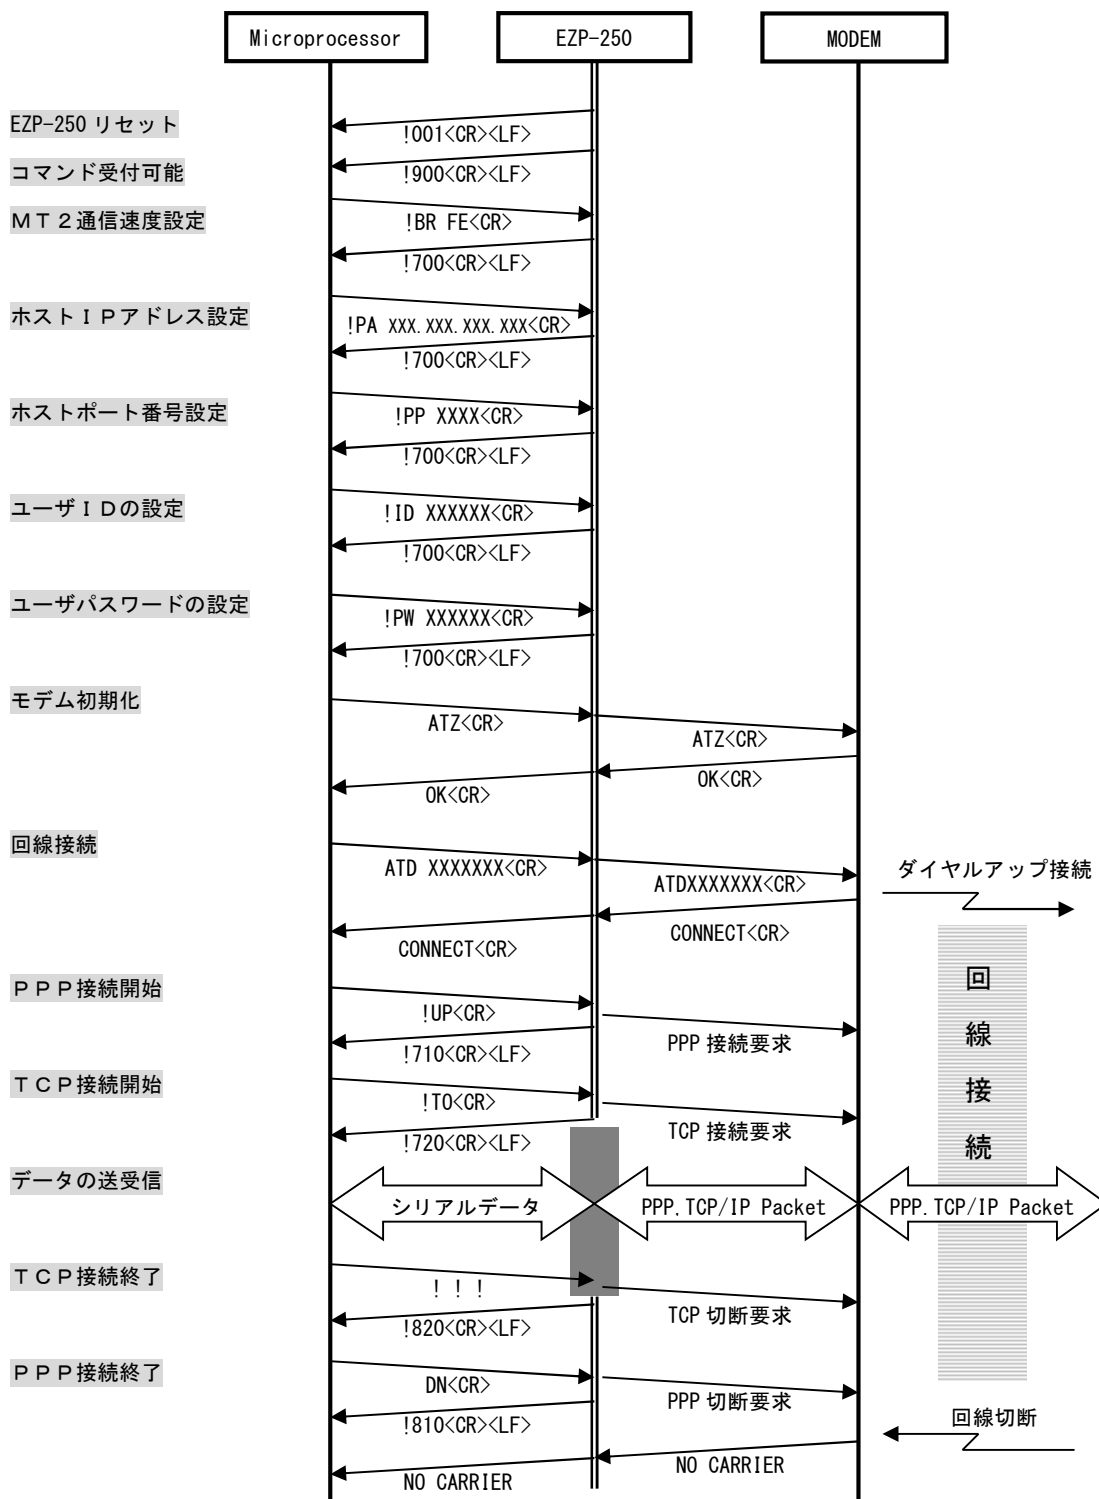 Microprocessor EZP-250 MODEM
EZP-250 リセット
!001<CR><LF>
コマンド受付可能
!900<CR><LF>
ＭＴ２通信速度設定
!BR FE<CR>
!700<CR><LF>
ホストＩＰアドレス設定
!PA xxx.xxx.xxx.xxx<CR>
!700<CR><LF>
ホストポート番号設定
!PP XXXX<CR>
!700<CR><LF>
ユーザＩＤの設定
!ID XXXXXX<CR>
!700<CR><LF>
ユーザパスワードの設定
!PW XXXXXX<CR>
!700<CR><LF>
モデム初期化
ATZ<CR>
ATZ<CR>
OK<CR>
OK<CR>
回線接続
ATD XXXXXXX<CR>
ATDXXXXXXX<CR>
ダイヤルアップ接続
CONNECT<CR>
CONNECT<CR>
回線接続
ＰＰＰ接続開始
!UP<CR>
PPP 接続要求
!710<CR><LF>
ＴＣＰ接続開始
!TO<CR>
TCP 接続要求
!720<CR><LF>
データの送受信
シリアルデータ PPP.TCP/IP Packet PPP.TCP/IP Packet
ＴＣＰ接続終了
！！！
TCP 切断要求
!820<CR><LF>
ＰＰＰ接続終了
DN<CR>
PPP 切断要求
!810<CR><LF>
回線切断
NO CARRIER
NO CARRIER